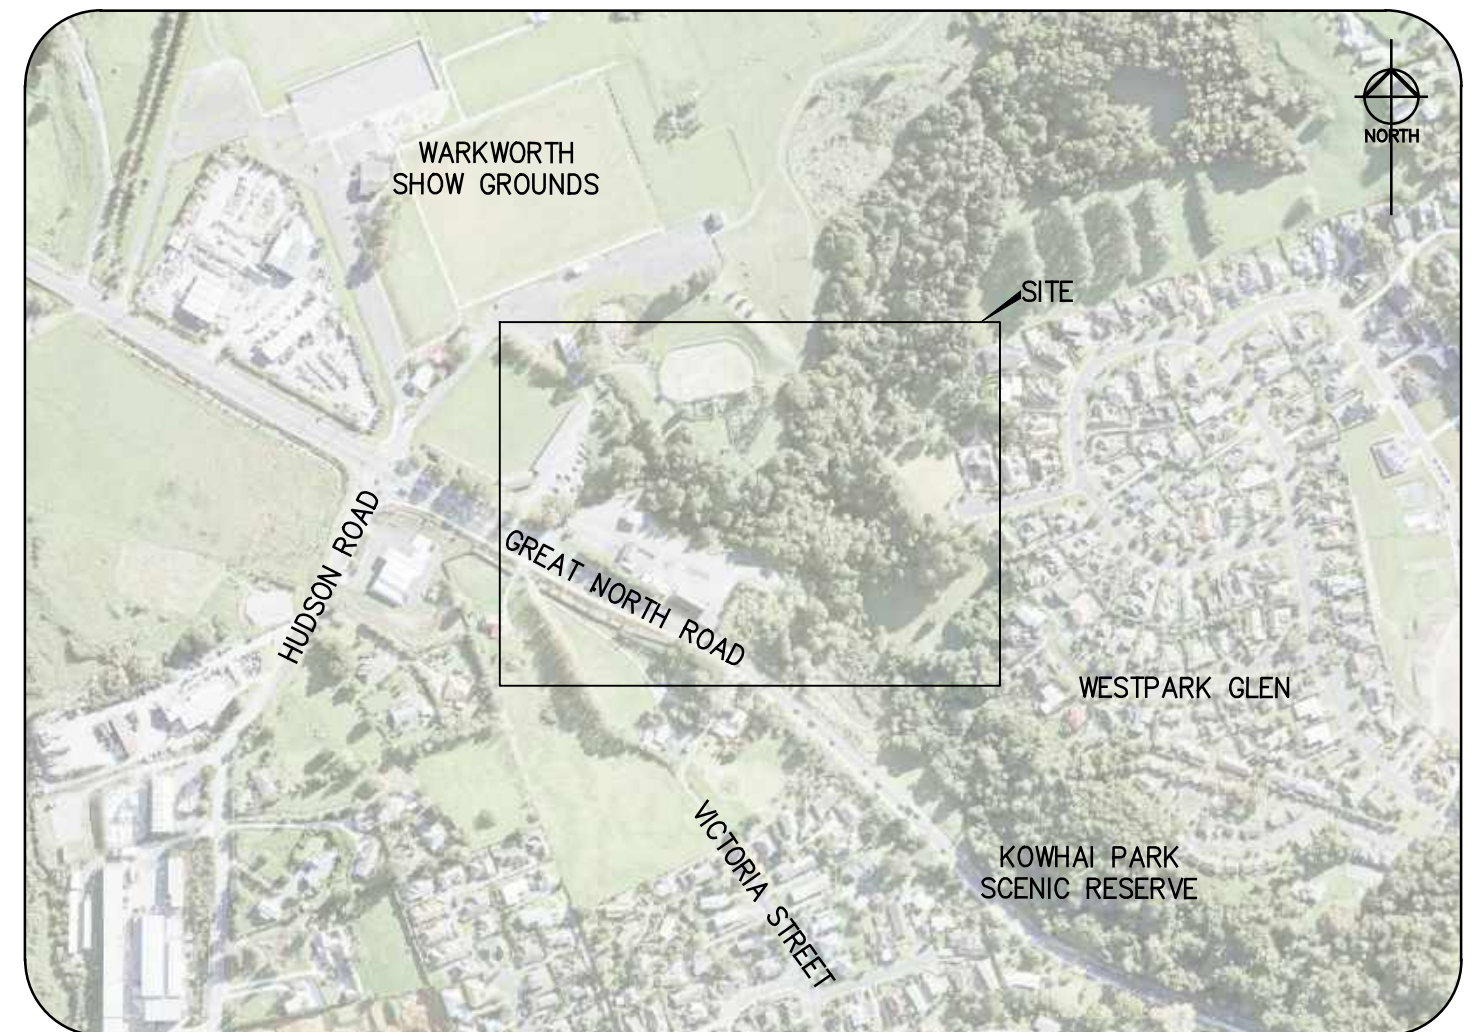 NORTH
WARKWORTH
SHOW GROUNDS
SITE
HUDSON ROAD
GREAT NORTH ROAD
WESTPARK GLEN
VICTORIA STREET
KOWHAI PARK
SCENIC RESERVE